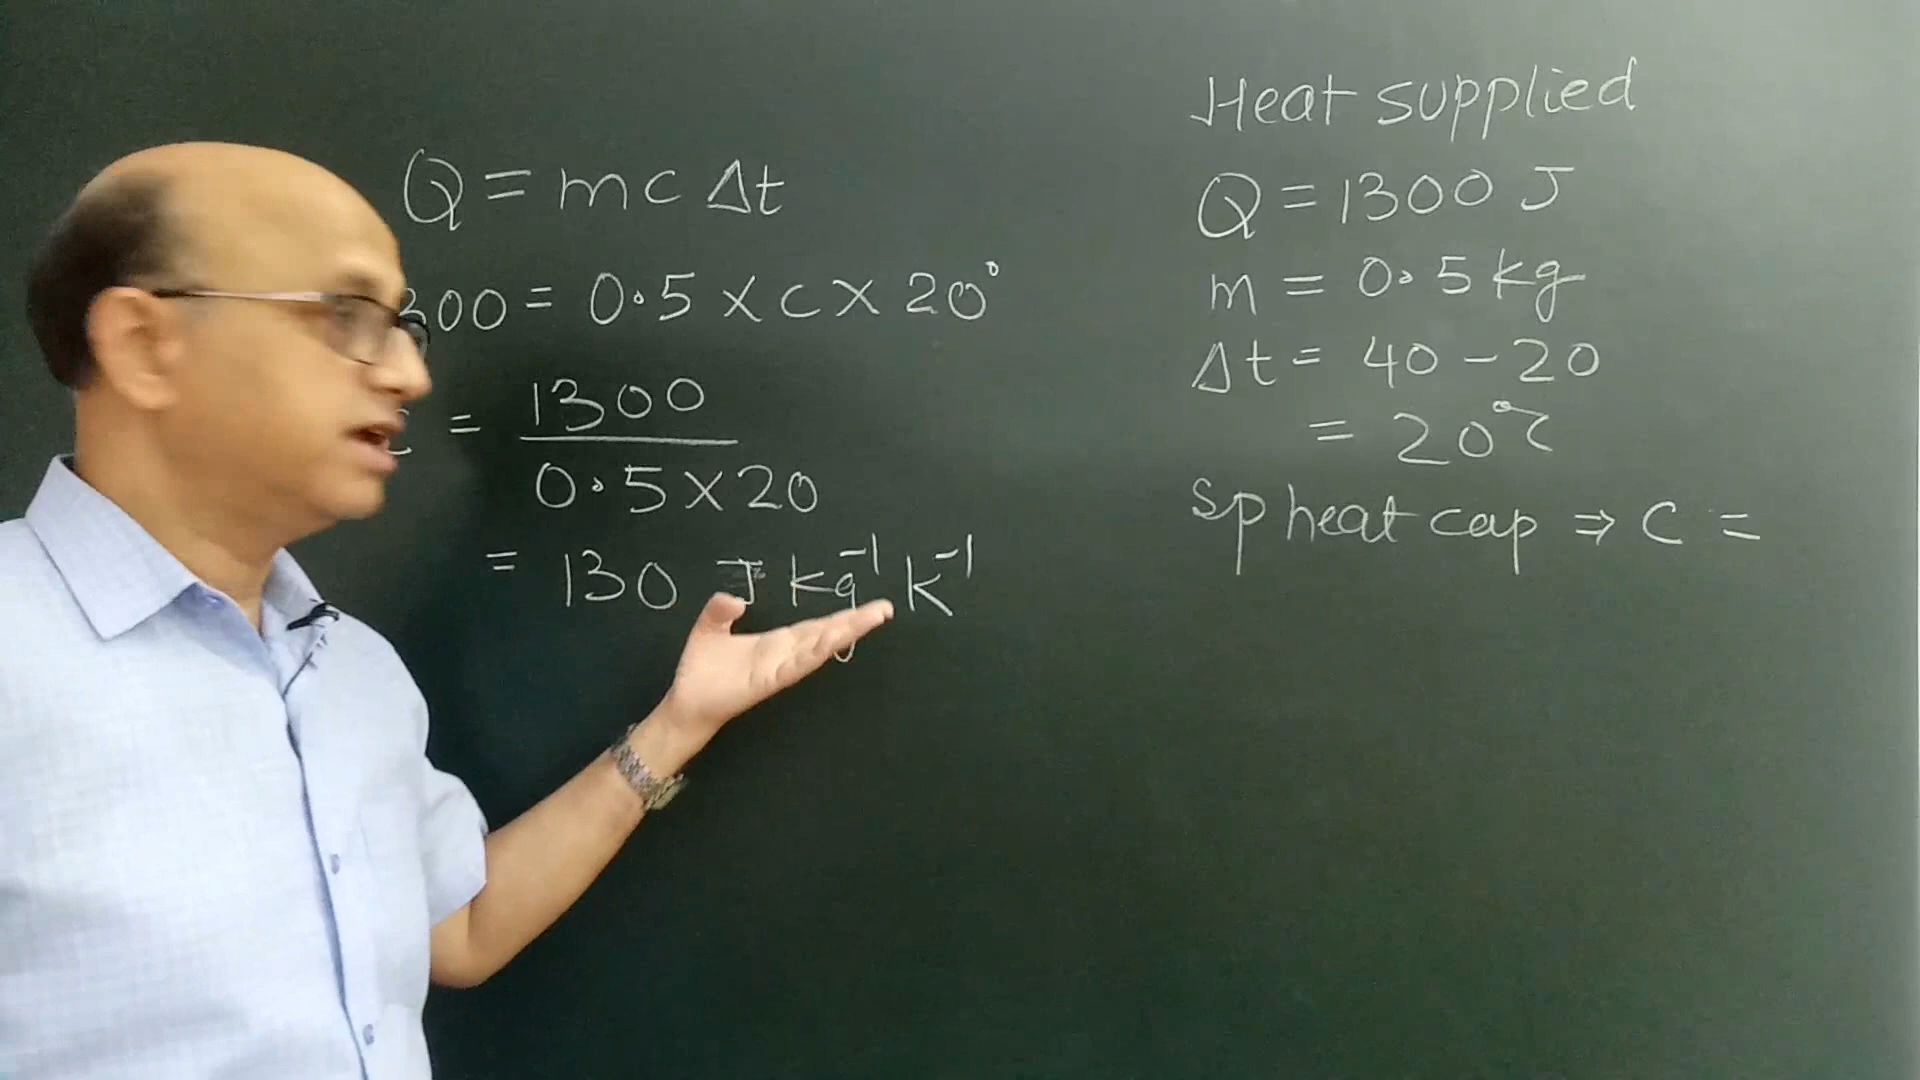 Q = mc Δt
300 = 0.5 X C X 20°
C = 1300
0.5 X 20
= 130 J kg⁻¹ K⁻¹
Heat supplied
Q = 1300 J
m = 0.5 kg
Δt = 40 - 20
= 20°C
Sp heat cap ⇒ C =